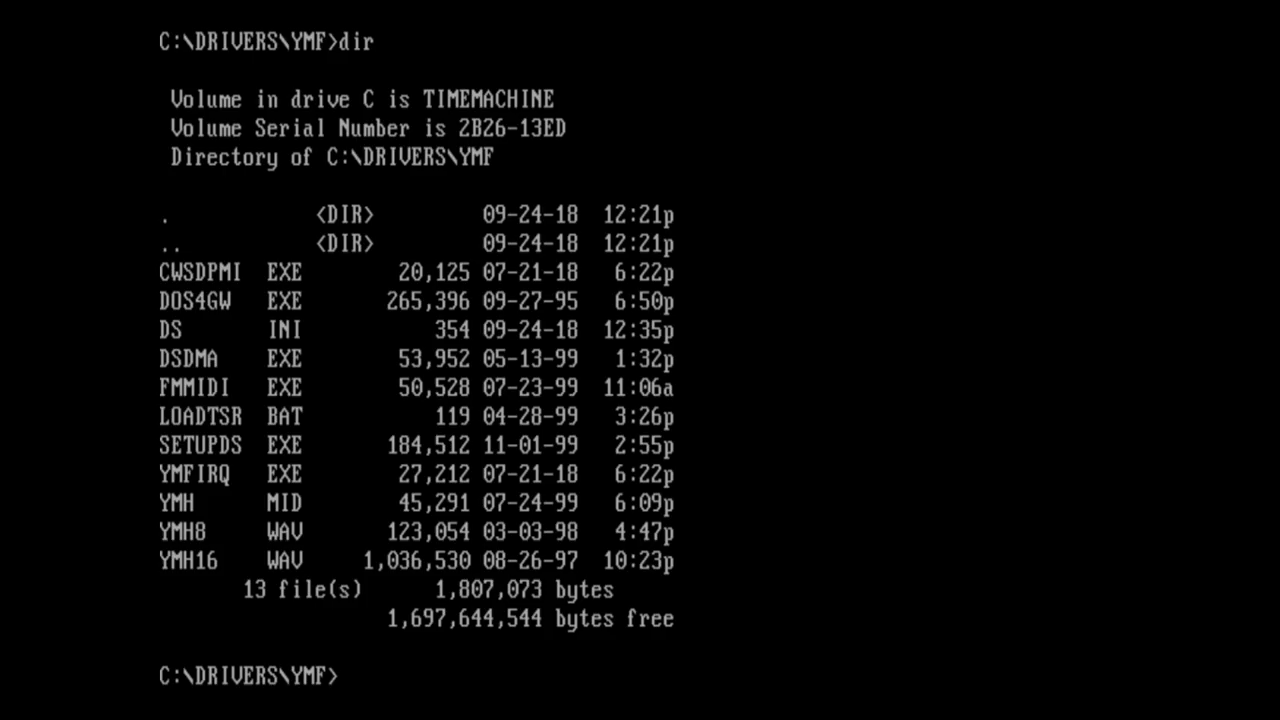 C:\DRIVERS\YMF>dir
Volume in drive C is TIMEMACHINE
Volume Serial Number is 2B26-13ED
Directory of C:\DRIVERS\YMF
. <DIR> 09-24-18 12:21p
.. <DIR> 09-24-18 12:21p
CWSDPMI EXE 20,125 07-21-18 6:22p
DOS4GW EXE 265,396 09-27-95 6:50p
DS INI 354 09-24-18 12:35p
DSDMA EXE 53,952 05-13-99 1:32p
FMMIDI EXE 50,528 07-23-99 11:06a
LOADTSR BAT 119 04-28-99 3:26p
SETUPDS EXE 184,512 11-01-99 2:55p
YMFIRQ EXE 27,212 07-21-18 6:22p
YMH MID 45,291 07-24-99 6:09p
YMH8 WAV 123,054 03-03-98 4:47p
YMH16 WAV 1,036,530 08-26-97 10:23p
13 file(s) 1,807,073 bytes
1,697,644,544 bytes free
C:\DRIVERS\YMF>